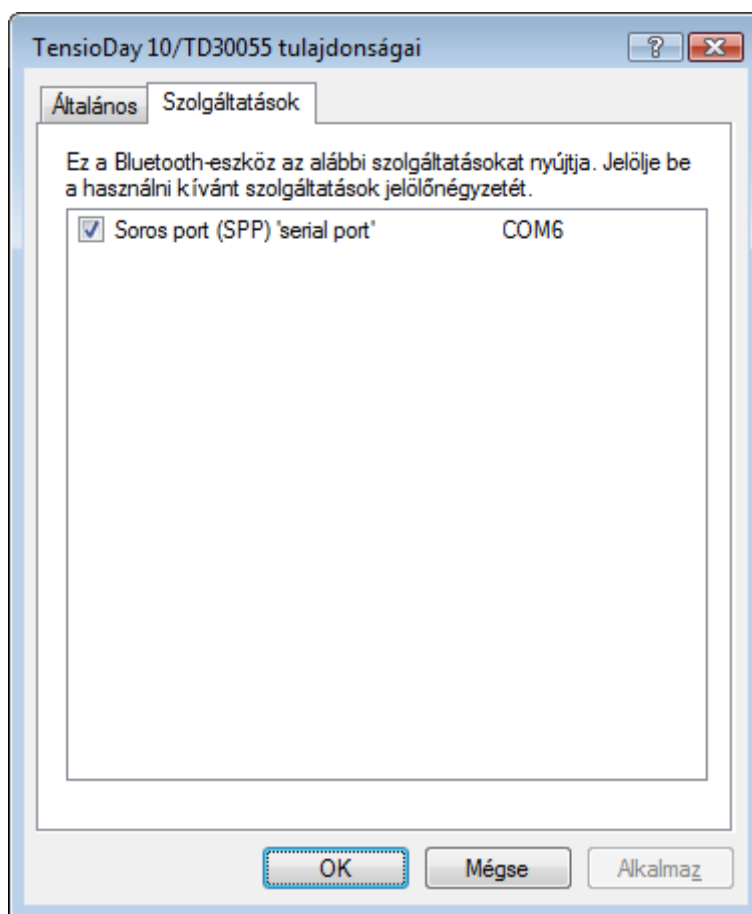 TensioDay 10/TD30055 tulajdonságai
Általános
Szolgáltatások
Ez a Bluetooth-eszköz az alábbi szolgáltatásokat nyújtja. Jelölje be
a használni kívánt szolgáltatások jelölőnégyzetét.
Soros port (SPP) 'serial port' COM6
OK
Mégse
Alkalmaz